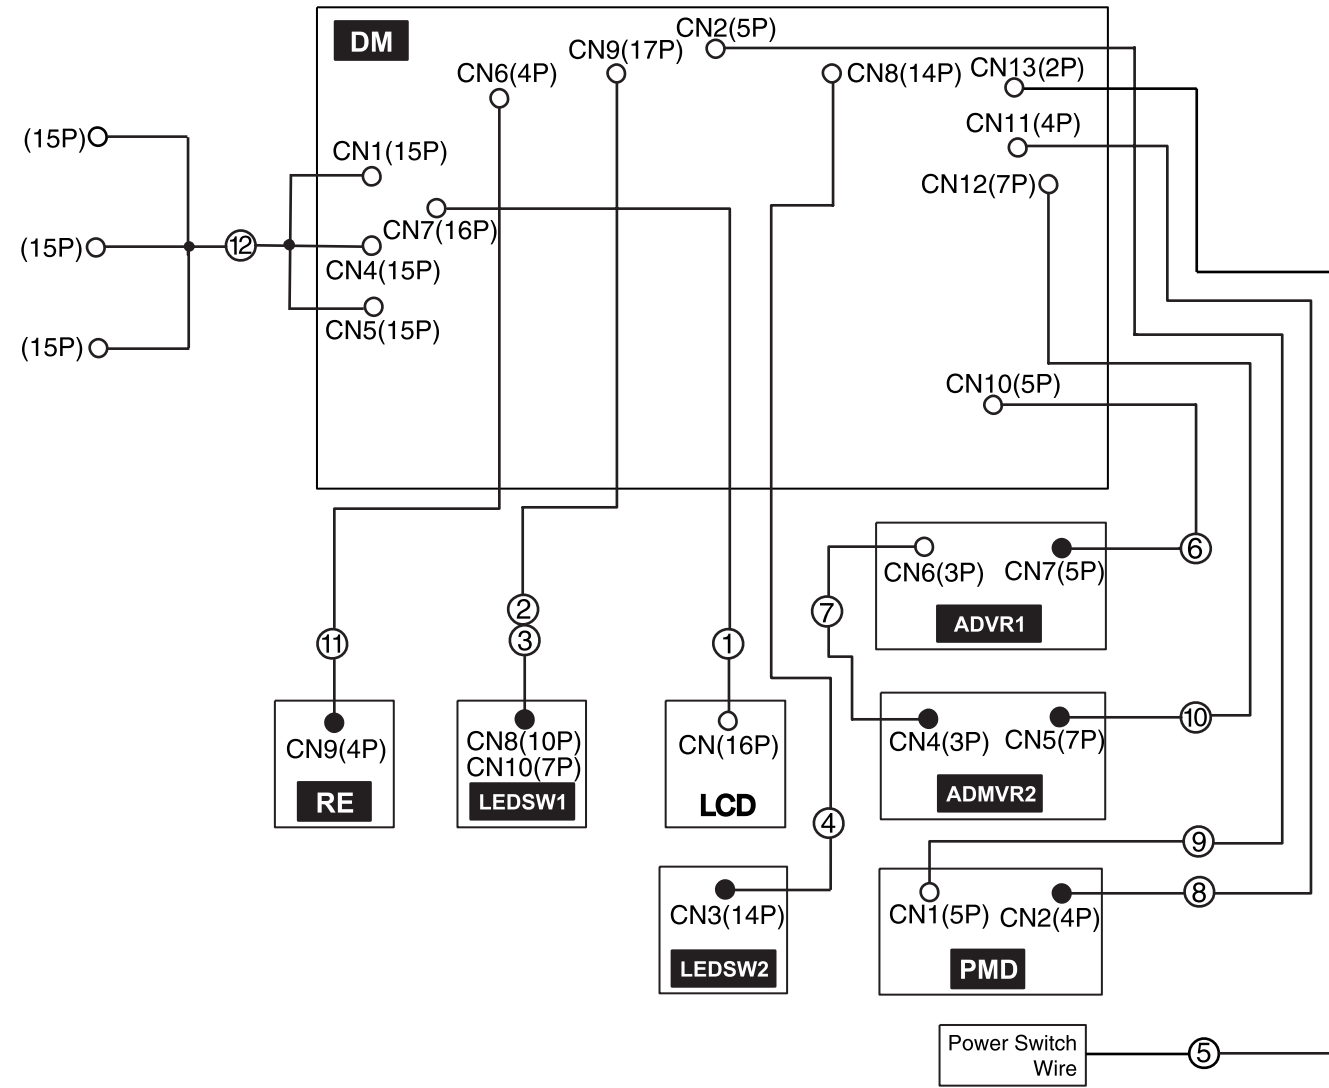 DM
CN2(5P)
CN9(17P)
CN6(4P)
CN8(14P)
CN13(2P)
CN11(4P)
(15P)
CN1(15P)
CN12(7P)
CN7(16P)
(15P)
12
CN4(15P)
CN5(15P)
(15P)
CN10(5P)
6
CN6(3P)
CN7(5P)
7
ADVR1
2
3
11
1
10
CN9(4P)
RE
CN8(10P)
CN10(7P)
LEDSW1
CN(16P)
LCD
CN4(3P)
CN5(7P)
ADMVR2
4
9
8
CN3(14P)
LEDSW2
CN1(5P)
CN2(4P)
PMD
Power Switch
Wire
5